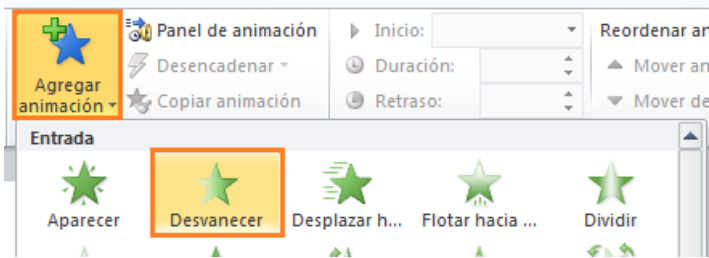 Agregar
animación
Panel de animación
Desencadenar
Copiar animación
Inicio:
Duración:
Retraso:
Reordenar an
Mover an
Mover de
Entrada
Aparecer
Desvanecer
Desplazar h...
Flotar hacia ...
Dividir